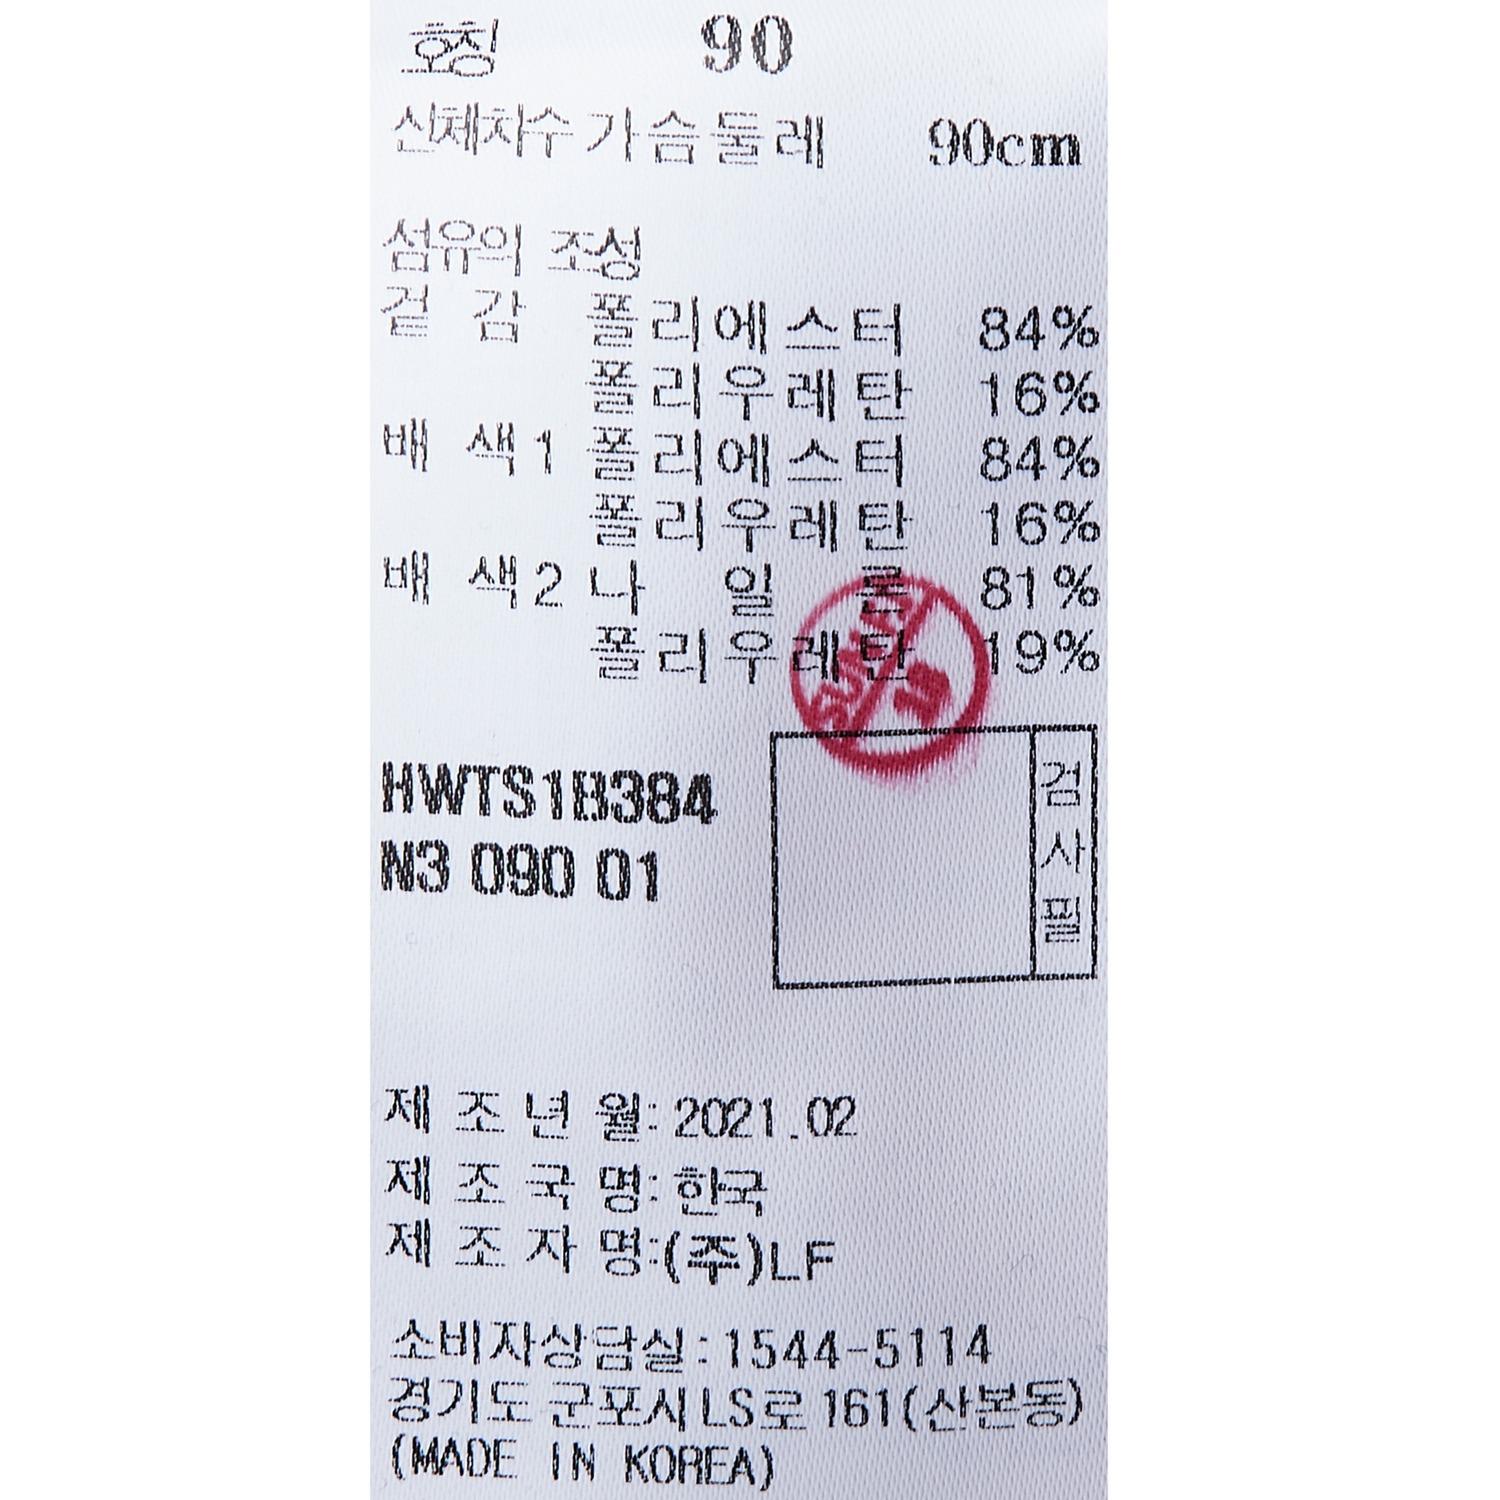 호칭 90
신체치수 가슴둘레 90cm
섬유의 조성
겉 감 폴리에스터 84%
폴리우레탄 16%
배 색1 폴리에스터 84%
폴리우레탄 16%
배 색2 나 일 론 81%
폴리우레탄 19%
HWTS1B384
N3 090 01
검사필
제 조 년 월: 2021.02
제 조 국 명: 한국
제 조 자 명:(주)LF
소비자상담실:1544-5114
경기도 군포시 LS로 161(산본동)
(MADE IN KOREA)